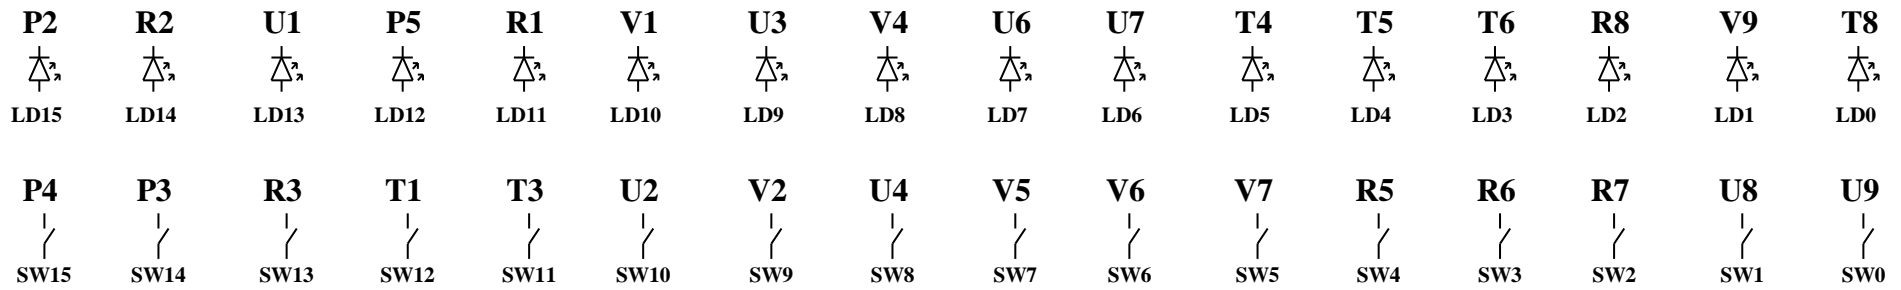 P2 R2 U1 P5 R1 V1 U3 V4 U6 U7 T4 T5 T6 R8 V9 T8
LD15 LD14 LD13 LD12 LD11 LD10 LD9 LD8 LD7 LD6 LD5 LD4 LD3 LD2 LD1 LD0
P4 P3 R3 T1 T3 U2 V2 U4 V5 V6 V7 R5 R6 R7 U8 U9
SW15 SW14 SW13 SW12 SW11 SW10 SW9 SW8 SW7 SW6 SW5 SW4 SW3 SW2 SW1 SW0